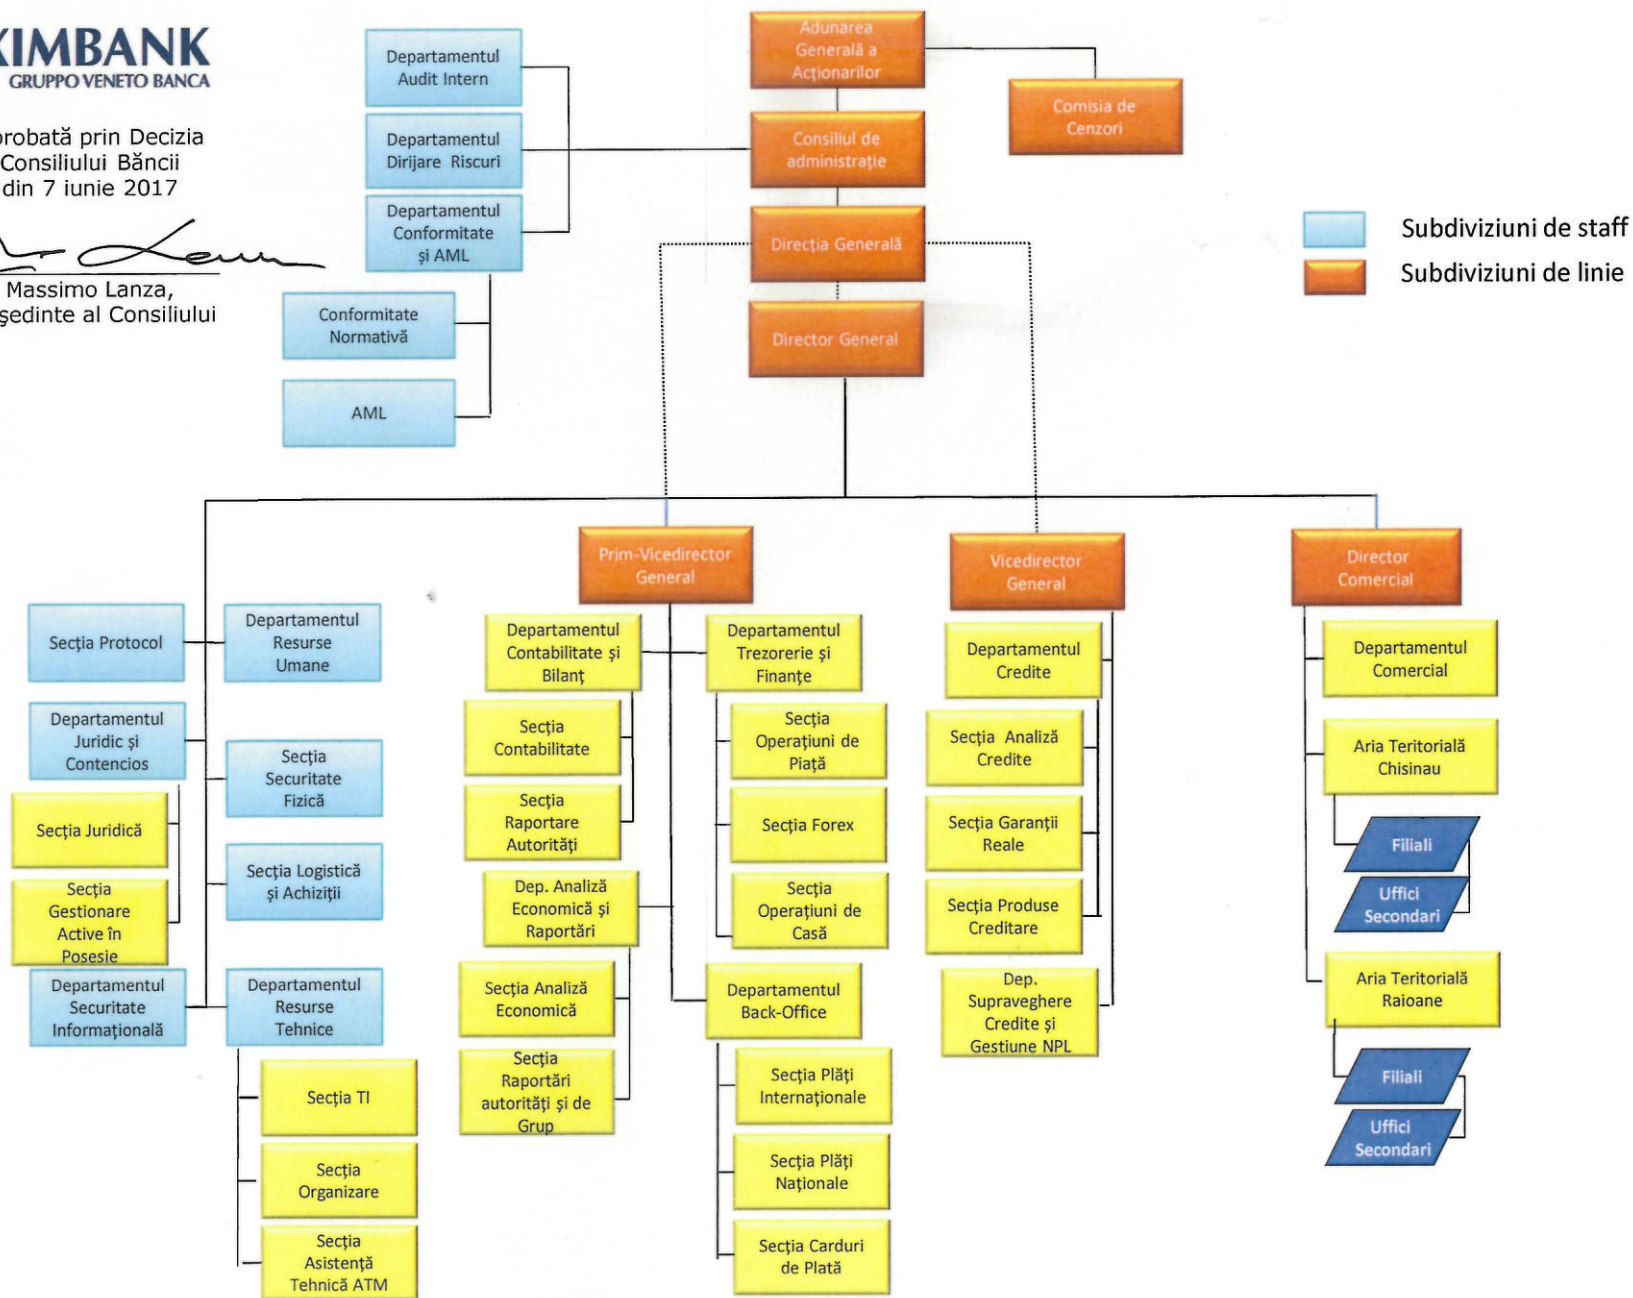 XIMBANK
GRUPPO VENETO BANCA
probată prin Decizia
Consiliului Băncii
din 7 iunie 2017
Massimo Lanza,
ședinte al Consiliului
Departamentul
Audit Intern
Departamentul
Dirijare Riscuri
Departamentul
Conformitate
și AML
Conformitate
Normativă
AML
Adunarea
Generală a
Acționarilor
Comisia de
Cenzori
Consiliul de
administrație
Direcția Generală
Director General
Subdiviziuni de staff
Subdiviziuni de linie
Prim-Vicedirector
General
Vicedirector
General
Director
Comercial
Secția Protocol
Departamentul
Resurse
Umane
Departamentul
Juridic și
Contencios
Secția
Securitate
Fizică
Secția Juridică
Secția
Gestionare
Active în
Posesie
Secția Logistică
și Achiziții
Departamentul
Securitate
Informațională
Departamentul
Resurse
Tehnice
Secția TI
Secția
Organizare
Secția
Asistență
Tehnică ATM
Departamentul
Contabilitate și
Bilanț
Secția
Contabilitate
Secția
Raportare
Autorități
Dep. Analiză
Economică și
Raportări
Secția Analiză
Economică
Secția
Raportări
autorități și de
Grup
Departamentul
Trezorerie și
Finanțe
Secția
Operațiuni de
Piață
Secția Forex
Secția
Operațiuni de
Casă
Departamentul
Back-Office
Secția Plăți
Internaționale
Secția Plăți
Naționale
Secția Carduri
de Plată
Departamentul
Credite
Secția Analiză
Credite
Secția Garanții
Reale
Secția Produse
Creditare
Dep.
Supraveghere
Credite și
Gestiune NPL
Departamentul
Comercial
Aria Teritorială
Chisinau
Filiali
Uffici
Secondari
Aria Teritorială
Raioane
Filiali
Uffici
Secondari